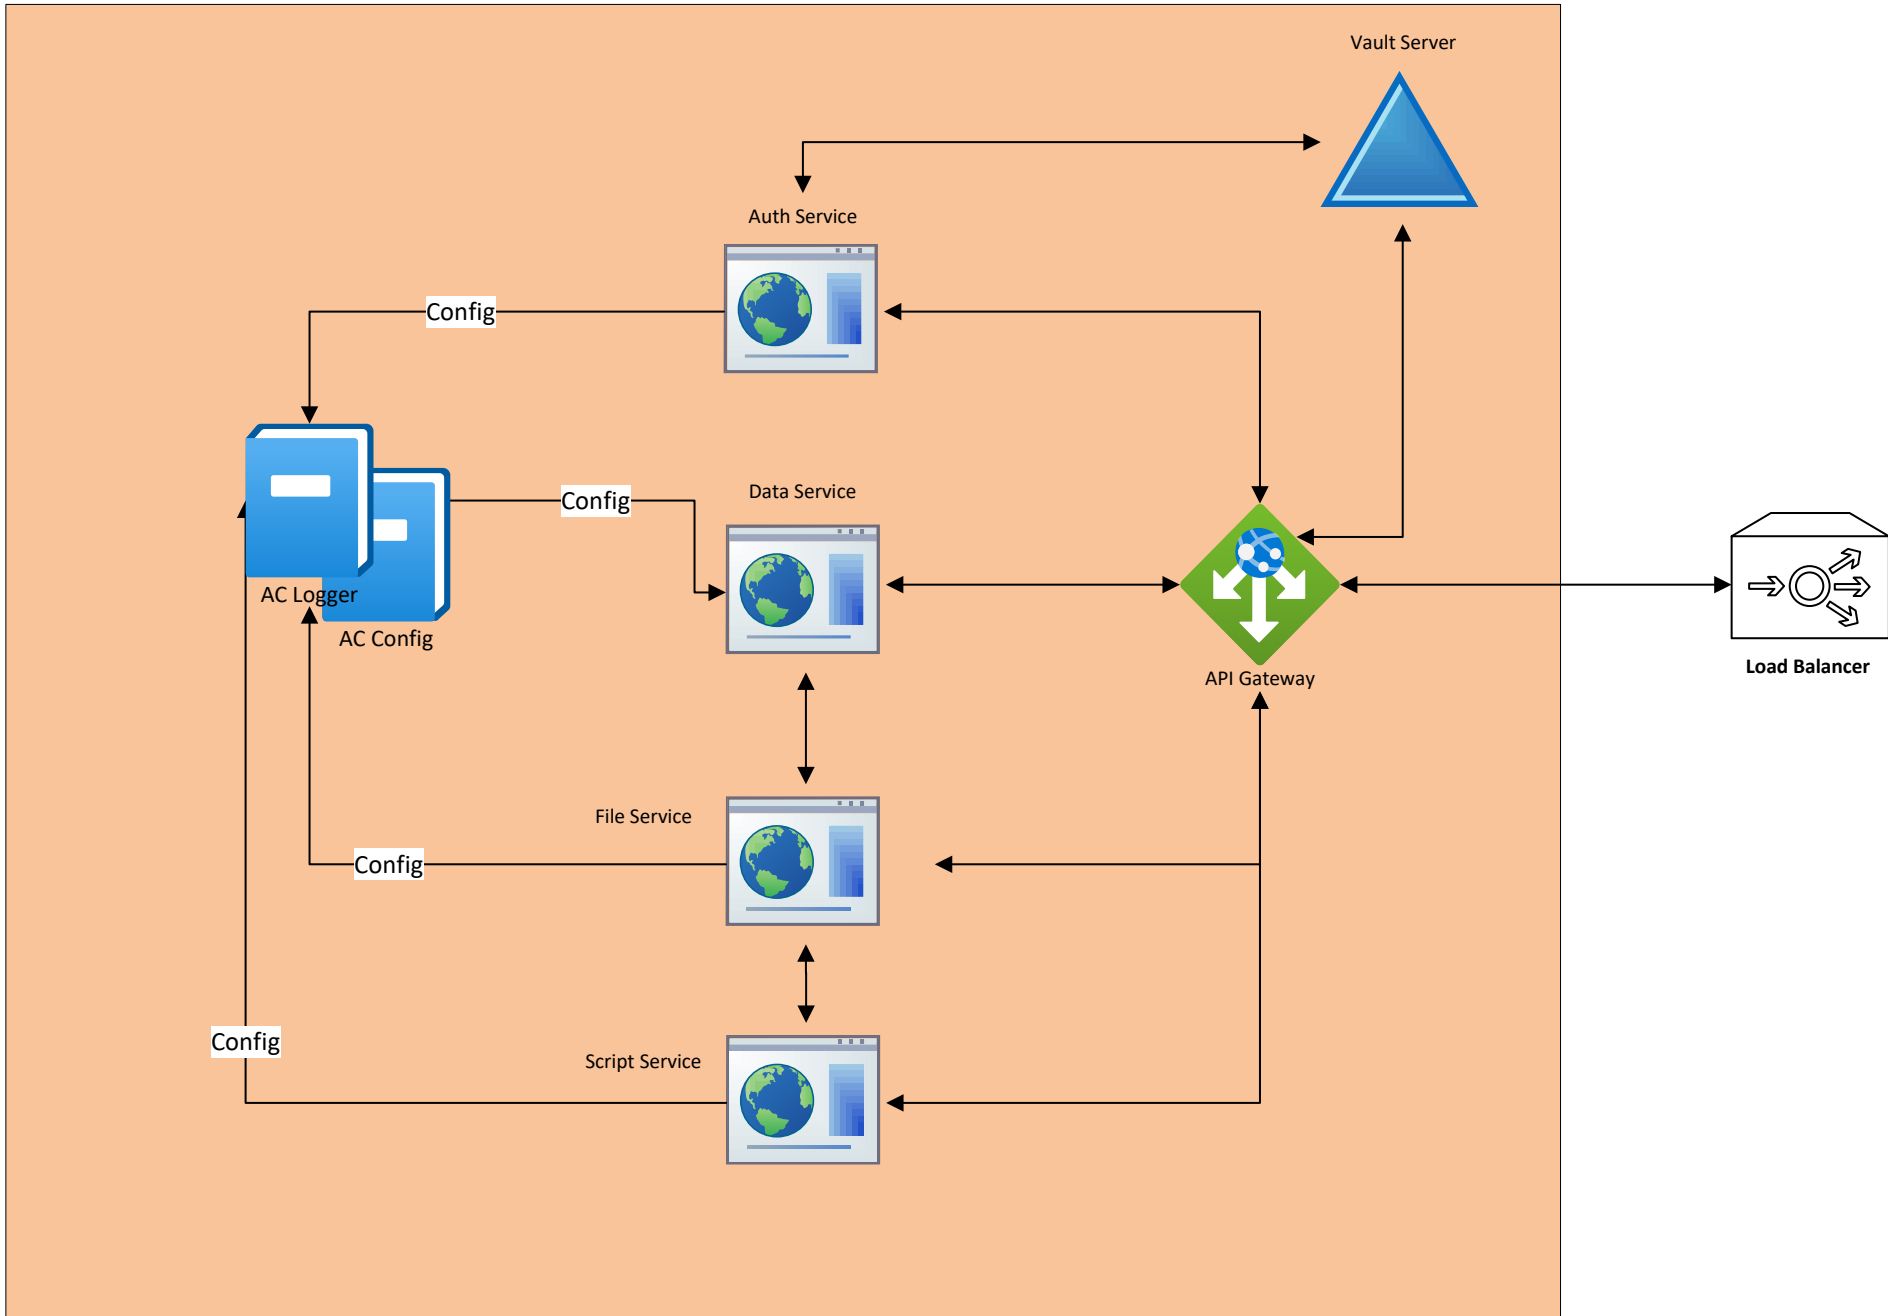 Vault Server
Auth Service
Config
Data Service
Config
AC Logger
AC Config
Load Balancer
API Gateway
File Service
Config
Config
Script Service